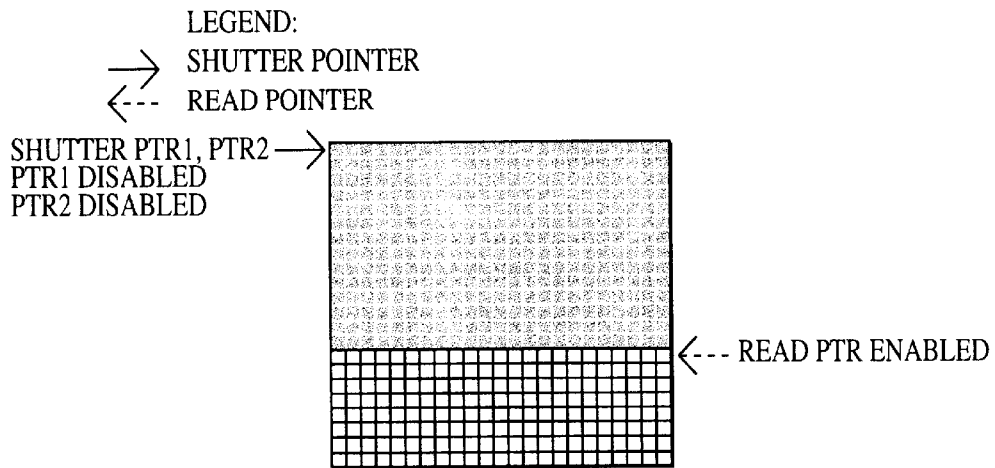 LEGEND:
SHUTTER POINTER
READ POINTER
SHUTTER PTR1, PTR2
PTR1 DISABLED
PTR2 DISABLED
READ PTR ENABLED